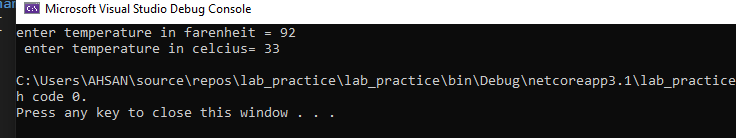 Microsoft Visual Studio Debug Console
enter temperature in farenheit = 92
enter temperature in celcius= 33
C:\Users\AHSAN\source\repos\lab_practice\lab_practice\bin\Debug\netcoreapp3.1\lab_practice
h code 0.
Press any key to close this window . . .